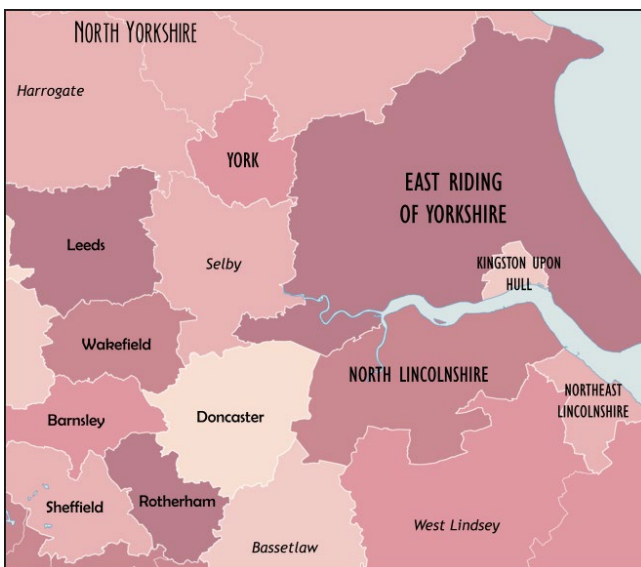 NORTH YORKSHIRE
Harrogate
YORK
EAST RIDING
OF YORKSHIRE
Leeds
Selby
KINGSTON UPON
HULL
Wakefield
NORTH LINCOLNSHIRE
NORTHEAST
LINCOLNSHIRE
Barnsley
Doncaster
Sheffield
Rotherham
West Lindsey
Bassetlaw